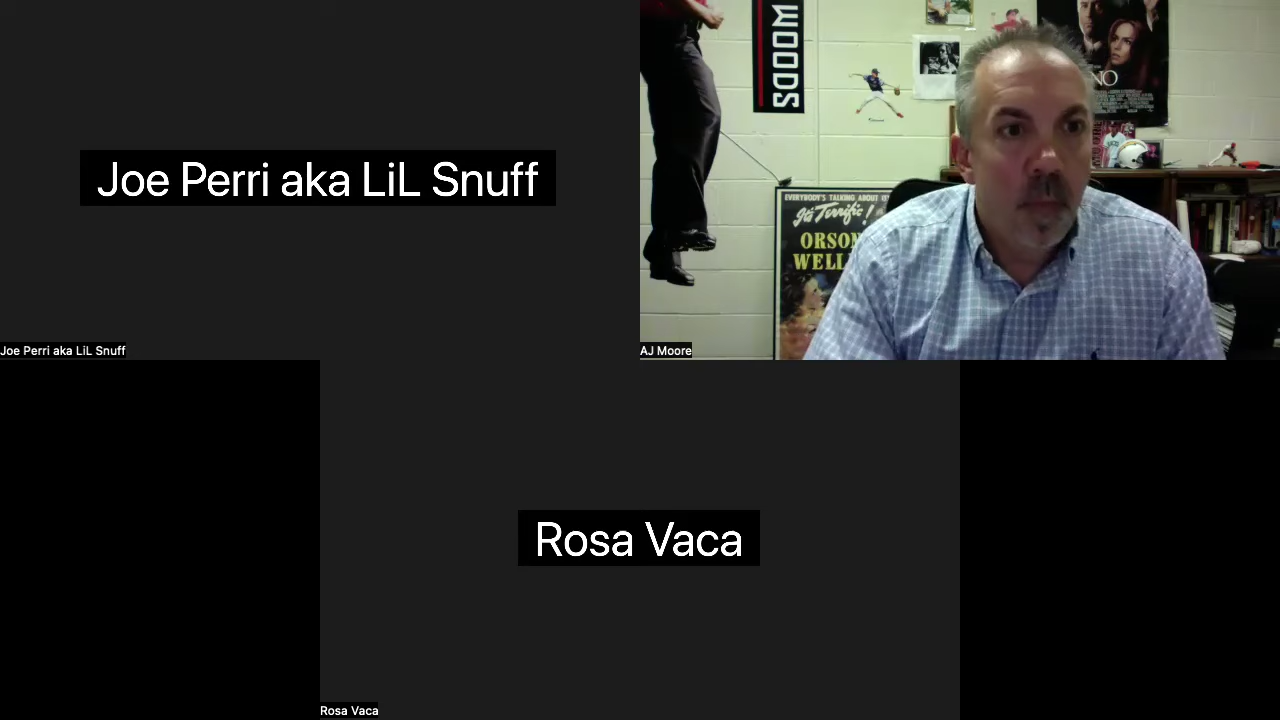 Joe Perri aka LiL Snuff
Joe Perri aka LiL Snuff
WOODS
NO
EVERYBODY'S TALKING ABOUT
It's Terrific!
ORSON
WELL
AJ Moore
Rosa Vaca
Rosa Vaca